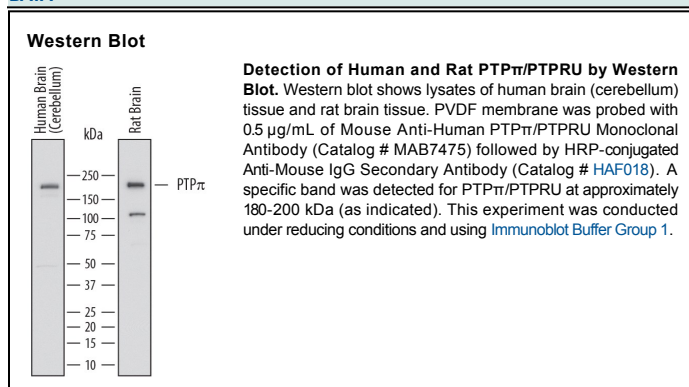 Western Blot
Human Brain
(Cerebellum)
Rat Brain
kDa
250
150
100
75
50
37
25
20
15
10
PTPπ
Detection of Human and Rat PTPπ/PTPRU by Western
Blot. Western blot shows lysates of human brain (cerebellum)
tissue and rat brain tissue. PVDF membrane was probed with
0.5 µg/mL of Mouse Anti-Human PTPπ/PTPRU Monoclonal
Antibody (Catalog # MAB7475) followed by HRP-conjugated
Anti-Mouse IgG Secondary Antibody (Catalog # HAF018). A
specific band was detected for PTPπ/PTPRU at approximately
180-200 kDa (as indicated). This experiment was conducted
under reducing conditions and using Immunoblot Buffer Group 1.